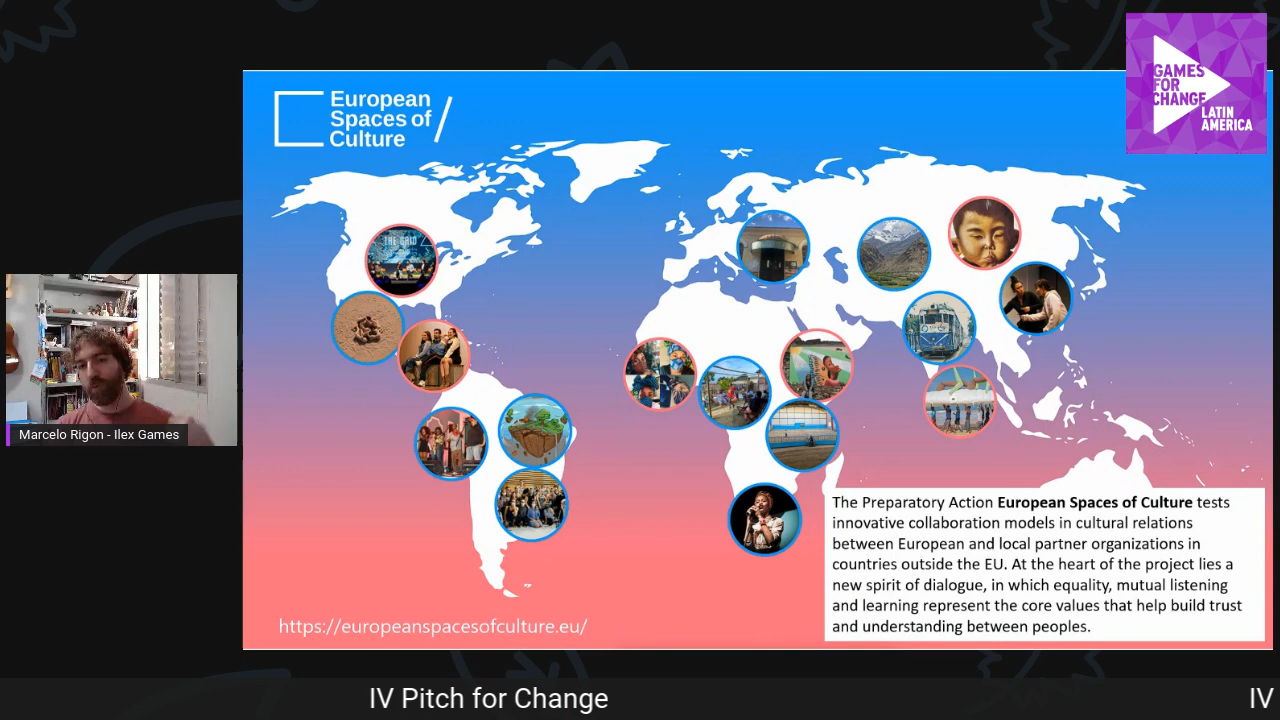 European
Spaces of
Culture
GAMES
FOR
CHANGE
LATIN
AMERICA
THE GRID
Marcelo Rigon - Ilex Games
The Preparatory Action European Spaces of Culture tests
innovative collaboration models in cultural relations
between European and local partner organizations in
countries outside the EU. At the heart of the project lies a
new spirit of dialogue, in which equality, mutual listening
and learning represent the core values that help build trust
and understanding between peoples.
https://europeanspacesofculture.eu/
IV Pitch for Change
IV